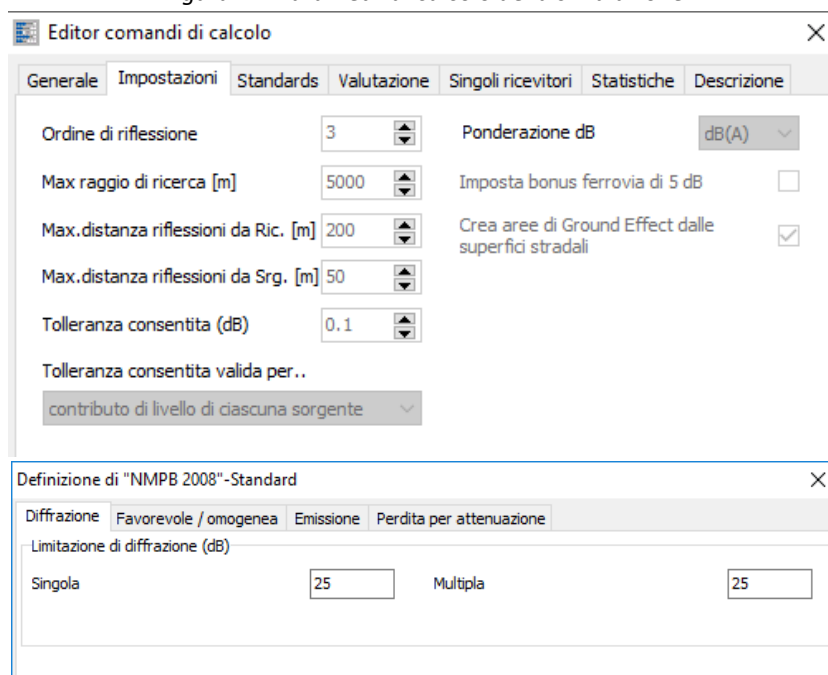 Editor comandi di calcolo
Generale Impostazioni Standards Valutazione Singoli ricevitori Statistiche Descrizione
Ordine di riflessione 3 Ponderazione dB dB(A)
Max raggio di ricerca [m] 5000 Imposta bonus ferrovia di 5 dB
Max.distanza riflessioni da Ric. [m] 200 Crea aree di Ground Effect dalle
superfici stradali
Max.distanza riflessioni da Srg. [m] 50
Tolleranza consentita (dB) 0.1
Tolleranza consentita valida per..
contributo di livello di ciascuna sorgente
Definizione di "NMPB 2008"-Standard
Diffrazione Favorevole / omogenea Emissione Perdita per attenuazione
Limitazione di diffrazione (dB)
Singola 25 Multipla 25